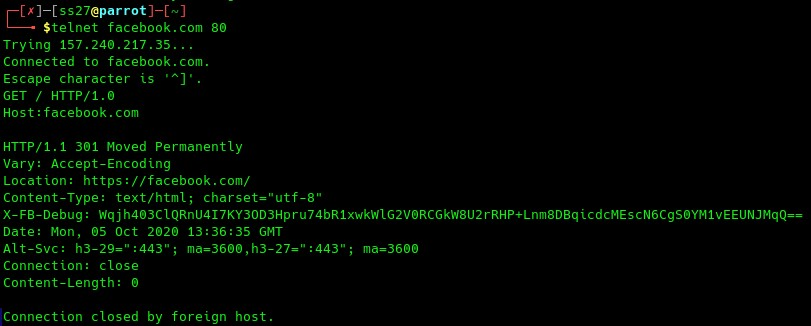 ┌─[✗]─[ss27@parrot]─[~]
└──╼ $telnet facebook.com 80
Trying 157.240.217.35...
Connected to facebook.com.
Escape character is '^]'.
GET / HTTP/1.0
Host:facebook.com

HTTP/1.1 301 Moved Permanently
Vary: Accept-Encoding
Location: https://facebook.com/
Content-Type: text/html; charset="utf-8"
X-FB-Debug: Wqjh403ClQRnU4I7KY3OD3Hpru74bR1xwkWlG2V0RCGkW8U2rRHP+Lnm8DBqicdcMEscN6CgS0YM1vEEUNJMqQ==
Date: Mon, 05 Oct 2020 13:36:35 GMT
Alt-Svc: h3-29=":443"; ma=3600,h3-27=":443"; ma=3600
Connection: close
Content-Length: 0

Connection closed by foreign host.